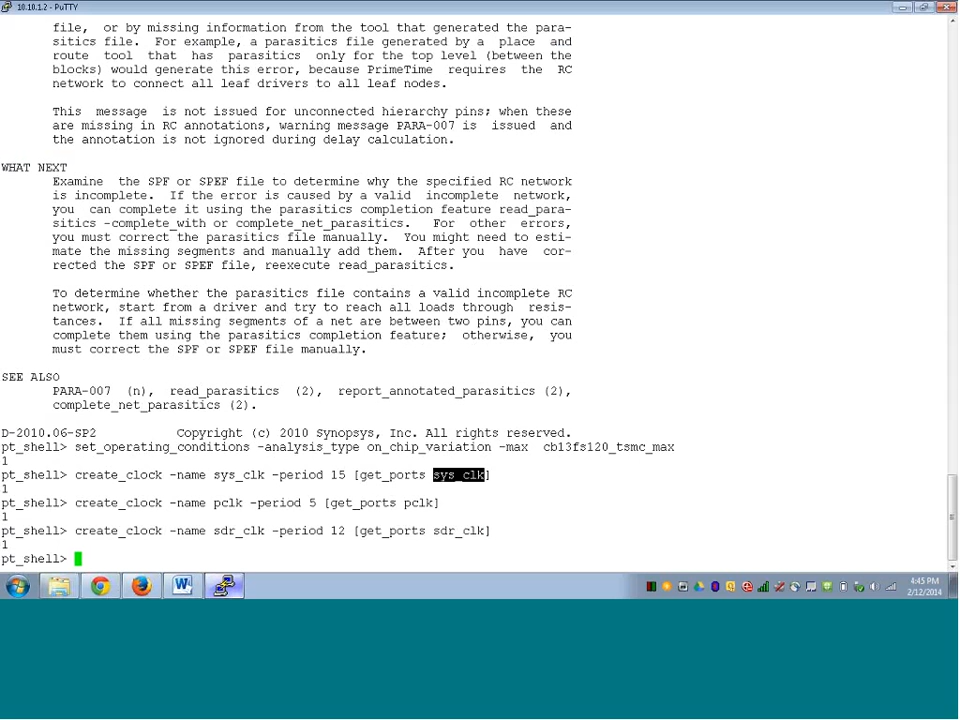 10.10.1.2 - PuTTY
file, or by missing information from the tool that generated the para-
sitics file. For example, a parasitics file generated by a place and
route tool that has parasitics only for the top level (between the
blocks) would generate this error, because PrimeTime requires the RC
network to connect all leaf drivers to all leaf nodes.
This message is not issued for unconnected hierarchy pins; when these
are missing in RC annotations, warning message PARA-007 is issued and
the annotation is not ignored during delay calculation.
WHAT NEXT
Examine the SPF or SPEF file to determine why the specified RC network
is incomplete. If the error is caused by a valid incomplete network,
you can complete it using the parasitics completion feature read_para-
sitics -complete_with or complete_net_parasitics. For other errors,
you must correct the parasitics file manually. You might need to esti-
mate the missing segments and manually add them. After you have cor-
rected the SPF or SPEF file, reexecute read_parasitics.
To determine whether the parasitics file contains a valid incomplete RC
network, start from a driver and try to reach all loads through resis-
tances. If all missing segments of a net are between two pins, you can
complete them using the parasitics completion feature; otherwise, you
must correct the SPF or SPEF file manually.
SEE ALSO
PARA-007 (n), read_parasitics (2), report_annotated_parasitics (2),
complete_net_parasitics (2).
D-2010.06-SP2 Copyright (c) 2010 Synopsys, Inc. All rights reserved.
pt_shell> set_operating_conditions -analysis_type on_chip_variation -max cb13fs120_tsmc_max
1
pt_shell> create_clock -name sys_clk -period 15 [get_ports sys_clk]
1
pt_shell> create_clock -name pclk -period 5 [get_ports pclk]
1
pt_shell> create_clock -name sdr_clk -period 12 [get_ports sdr_clk]
1
pt_shell>
4:45 PM
2/12/2014